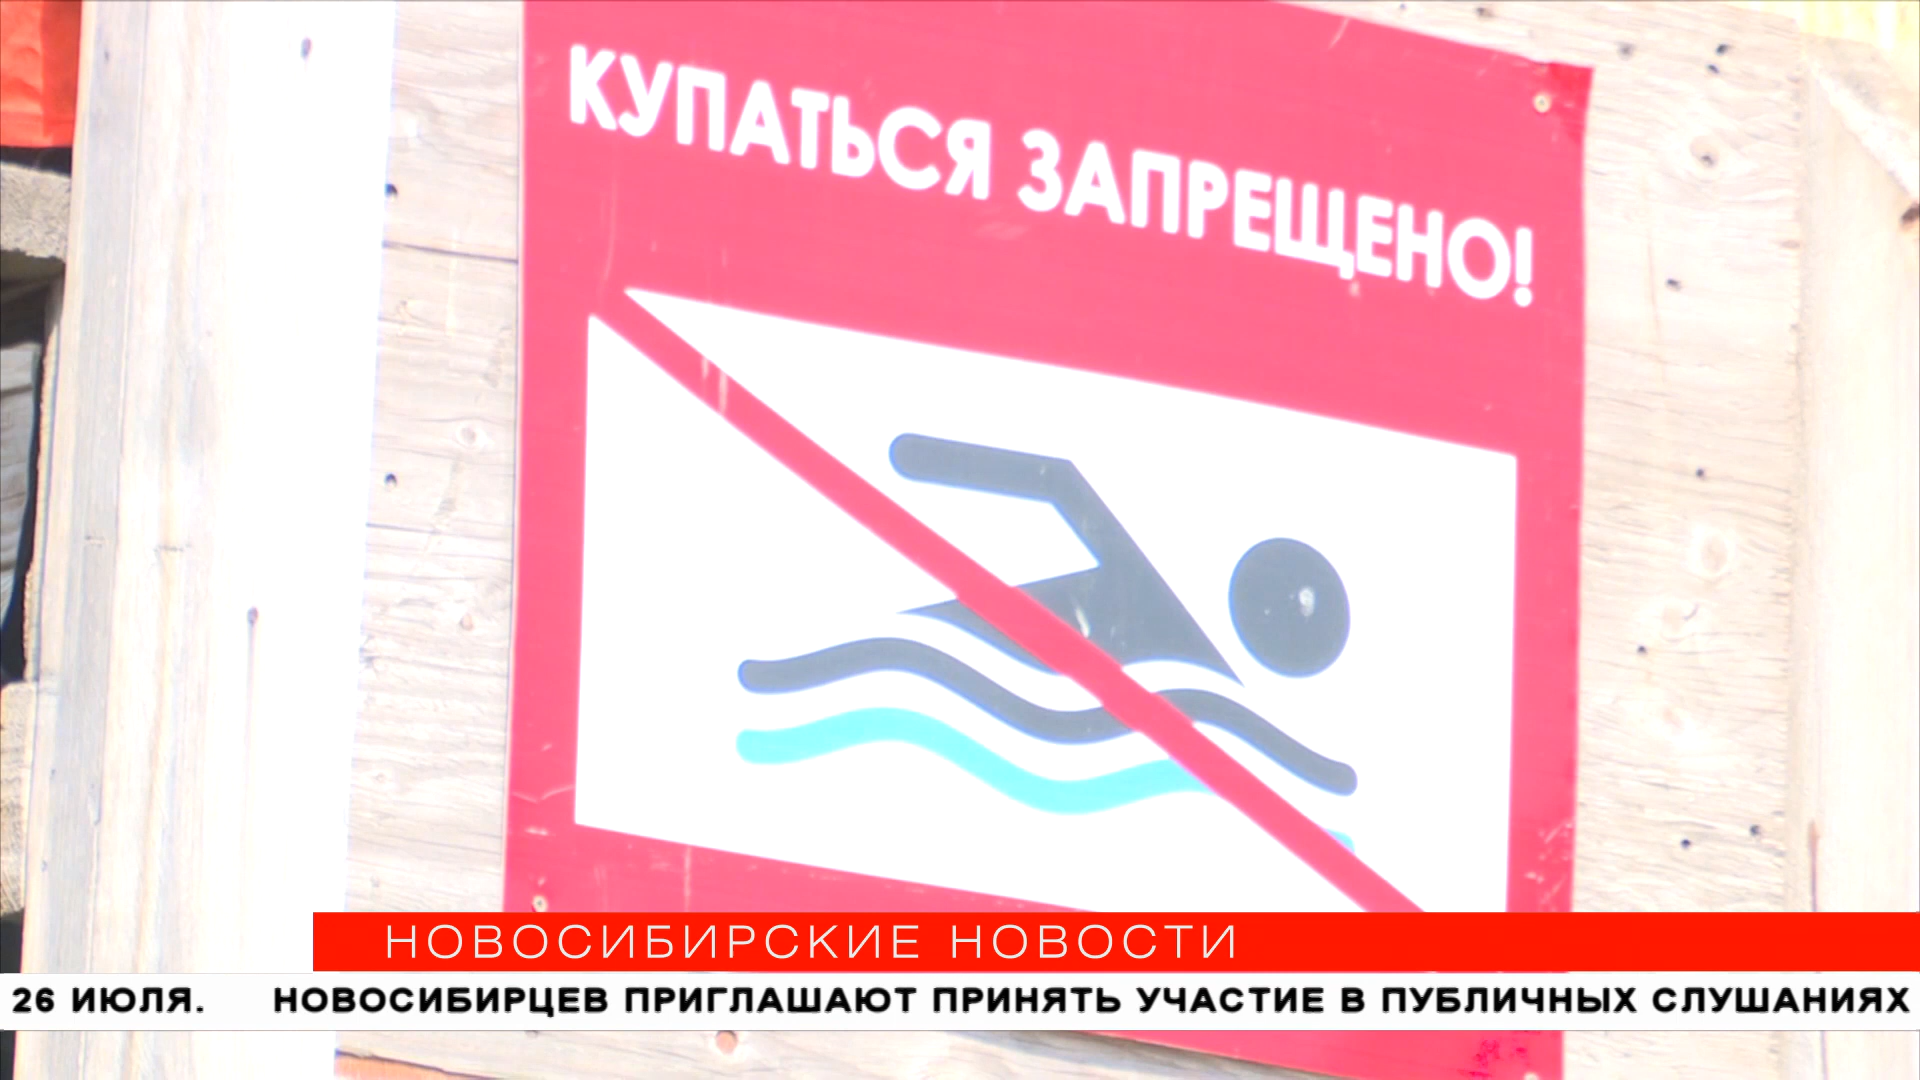 КУПАТЬСЯ ЗАПРЕЩЕНО!
НОВОСИБИРСКИЕ НОВОСТИ
26 ИЮЛЯ. НОВОСИБИРЦЕВ ПРИГЛАШАЮТ ПРИНЯТЬ УЧАСТИЕ В ПУБЛИЧНЫХ СЛУШАНИЯХ